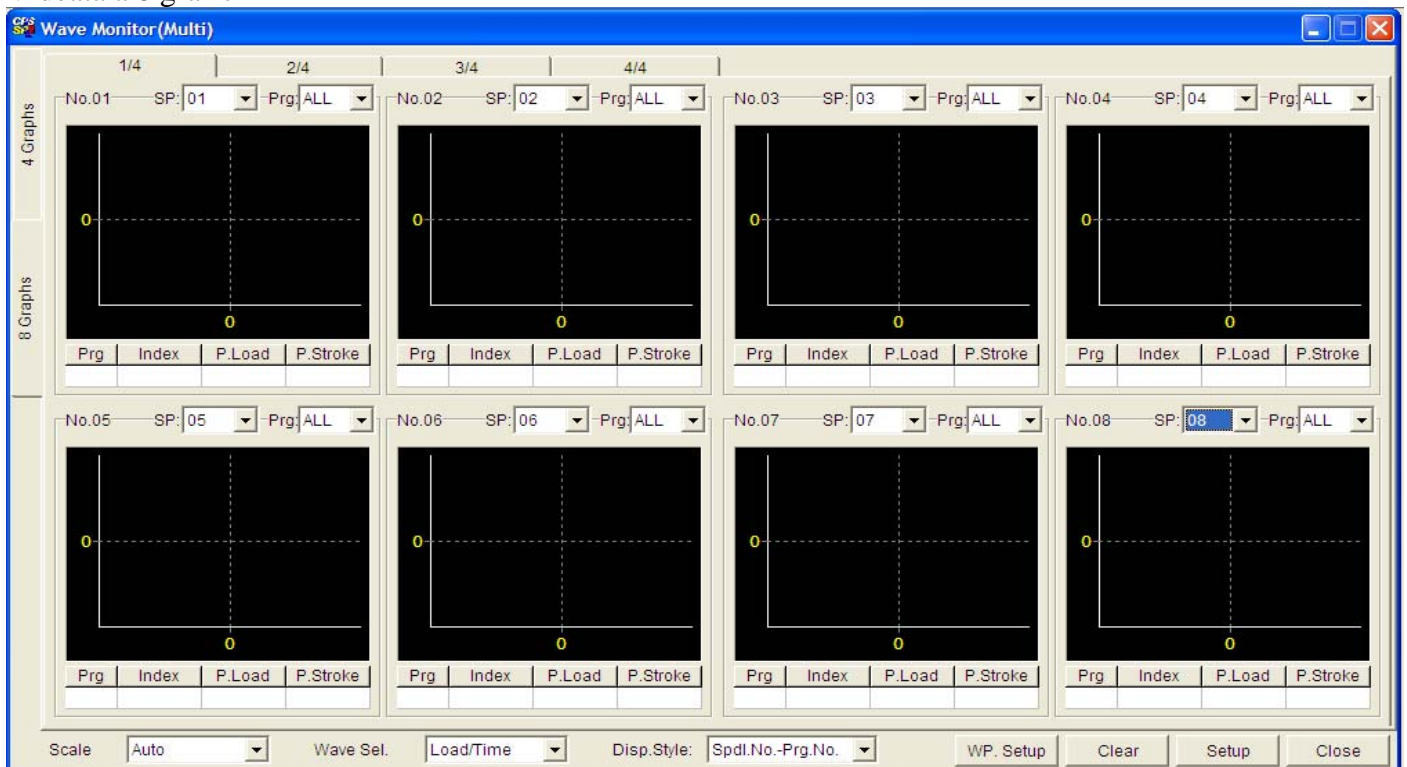 Wave Monitor(Multi)
1/4 2/4 3/4 4/4
4 Graphs
8 Graphs
No.01 SP: 01 Prg: ALL No.02 SP: 02 Prg: ALL No.03 SP: 03 Prg: ALL No.04 SP: 04 Prg: ALL
0 0 0 0
0 0 0 0
Prg Index P.Load P.Stroke Prg Index P.Load P.Stroke Prg Index P.Load P.Stroke Prg Index P.Load P.Stroke
No.05 SP: 05 Prg: ALL No.06 SP: 06 Prg: ALL No.07 SP: 07 Prg: ALL No.08 SP: 08 Prg: ALL
0 0 0 0
0 0 0 0
Prg Index P.Load P.Stroke Prg Index P.Load P.Stroke Prg Index P.Load P.Stroke Prg Index P.Load P.Stroke
Scale Auto Wave Sel. Load/Time Disp.Style: Spdl.No.-Prg.No. WP. Setup Clear Setup Close